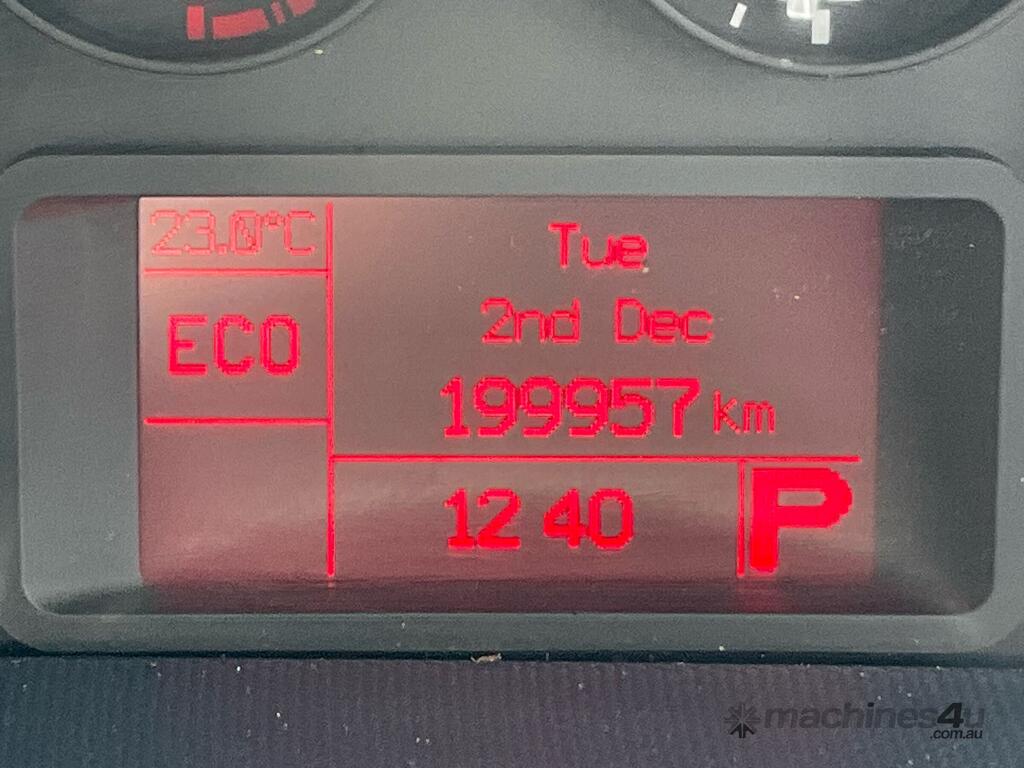 23.0°C
ECO
Tue
2nd Dec
199957 km
12 40
P
machines4u
.com.au